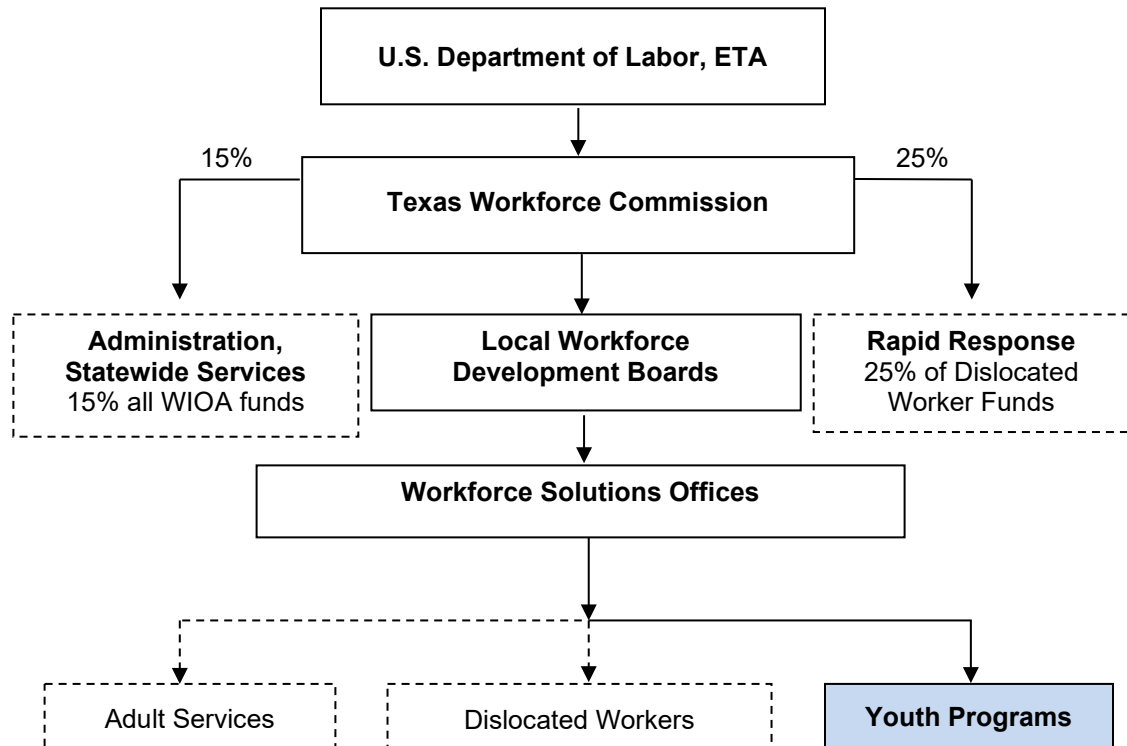 U.S. Department of Labor, ETA
15%
25%
Texas Workforce Commission
Administration,
Statewide Services
15% all WIOA funds
Local Workforce
Development Boards
Rapid Response
25% of Dislocated
Worker Funds
Workforce Solutions Offices
Adult Services
Dislocated Workers
Youth Programs